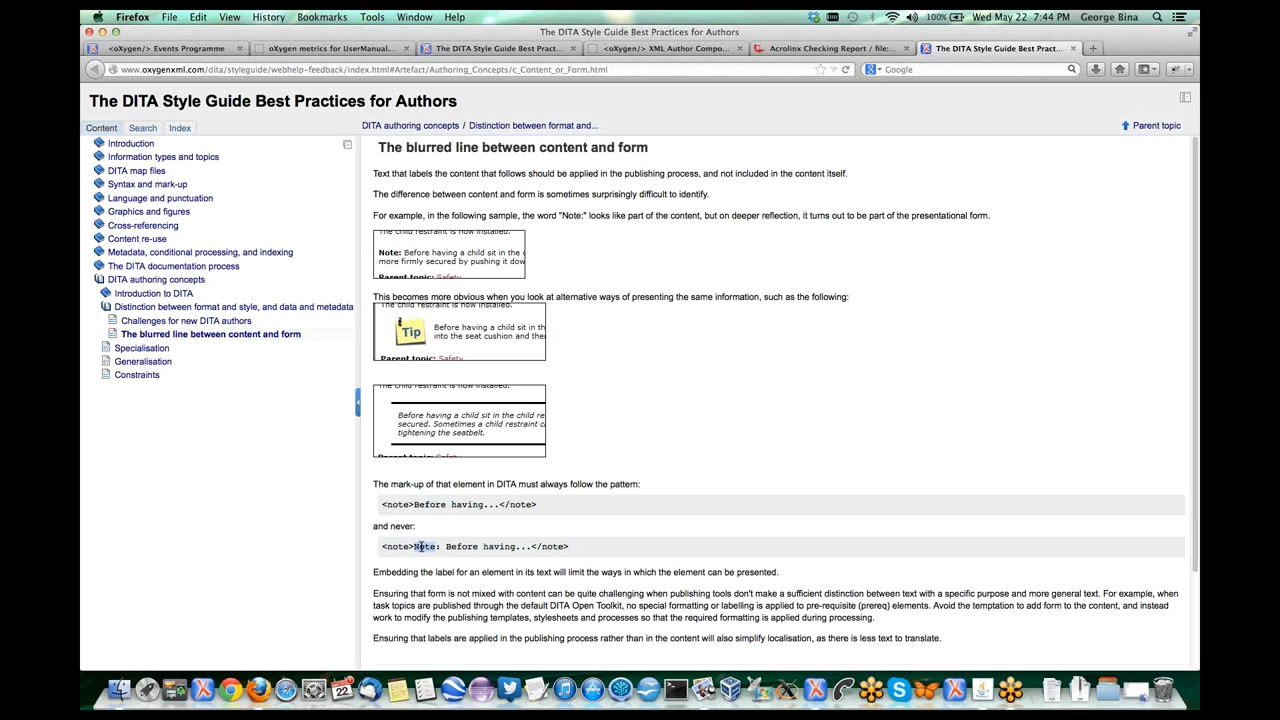 Firefox File Edit View History Bookmarks Tools Window Help 100% Wed May 22 7:44 PM George Bina
The DITA Style Guide Best Practices for Authors
<oXygen/> Events Programme
oXygen metrics for UserManual...
The DITA Style Guide Best Pract...
<oXygen/> XML Author Compo...
Acrolinx Checking Report / file:...
The DITA Style Guide Best Pract...
www.oxygenxml.com/dita/styleguide/webhelp-feedback/index.html#Artefact/Authoring_Concepts/c_Content_or_Form.html
Google
The DITA Style Guide Best Practices for Authors
Content Search Index
Introduction
Information types and topics
DITA map files
Syntax and mark-up
Language and punctuation
Graphics and figures
Cross-referencing
Content re-use
Metadata, conditional processing, and indexing
The DITA documentation process
DITA authoring concepts
Introduction to DITA
Distinction between format and style, and data and metadata
Challenges for new DITA authors
The blurred line between content and form
Specialisation
Generalisation
Constraints
DITA authoring concepts / Distinction between format and...
Parent topic
The blurred line between content and form
Text that labels the content that follows should be applied in the publishing process, and not included in the content itself.
The difference between content and form is sometimes surprisingly difficult to identify.
For example, in the following sample, the word "Note:" looks like part of the content, but on deeper reflection, it turns out to be part of the presentational form.
The child restraint is now installed.
Note: Before having a child sit in the c
more firmly secured by pushing it dow
Parent topic: Safety
This becomes more obvious when you look at alternative ways of presenting the same information, such as the following:
The child restraint is now installed.
Tip
Before having a child sit in th
into the seat cushion and the
Parent topic: Safety
The child restraint is now installed.
Before having a child sit in the child re
secured. Sometimes a child restraint c
tightening the seatbelt.
Parent topic: Safety
The mark-up of that element in DITA must always follow the pattern:
<note>Before having...</note>
and never:
<note>Note: Before having...</note>
Embedding the label for an element in its text will limit the ways in which the element can be presented.
Ensuring that form is not mixed with content can be quite challenging when publishing tools don't make a sufficient distinction between text with a specific purpose and more general text. For example, when
task topics are published through the default DITA Open Toolkit, no special formatting or labelling is applied to pre-requisite (prereq) elements. Avoid the temptation to add form to the content, and instead
work to modify the publishing templates, stylesheets and processes so that the required formatting is applied during processing.
Ensuring that labels are applied in the publishing process rather than in the content will also simplify localisation, as there is less text to translate.
22